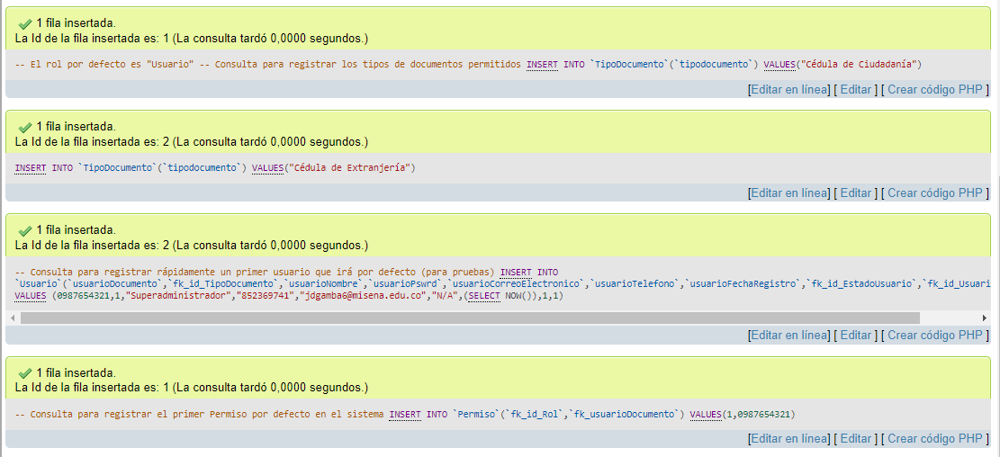 1 fila insertada.
La Id de la fila insertada es: 1 (La consulta tardó 0,0000 segundos.)
-- El rol por defecto es "Usuario" -- Consulta para registrar los tipos de documentos permitidos INSERT INTO `TipoDocumento`(`tipodocumento`) VALUES("Cédula de Ciudadanía")
[Editar en línea] [ Editar ] [ Crear código PHP ]
1 fila insertada.
La Id de la fila insertada es: 2 (La consulta tardó 0,0000 segundos.)
INSERT INTO `TipoDocumento`(`tipodocumento`) VALUES("Cédula de Extranjería")
[Editar en línea] [ Editar ] [ Crear código PHP ]
1 fila insertada.
La Id de la fila insertada es: 2 (La consulta tardó 0,0000 segundos.)
-- Consulta para registrar rápidamente un primer usuario que irá por defecto (para pruebas) INSERT INTO
`Usuario`(`usuarioDocumento`,`fk_id_TipoDocumento`,`usuarioNombre`,`usuarioPswrd`,`usuarioCorreoElectronico`,`usuarioTelefono`,`usuarioFechaRegistro`,`fk_id_EstadoUsuario`,`fk_id_Usuari
VALUES (0987654321,1,"Superadministrador","852369741","jdgamba6@misena.edu.co","N/A",(SELECT NOW()),1,1)
[Editar en línea] [ Editar ] [ Crear código PHP ]
1 fila insertada.
La Id de la fila insertada es: 1 (La consulta tardó 0,0000 segundos.)
-- Consulta para registrar el primer Permiso por defecto en el sistema INSERT INTO `Permiso`(`fk_id_Rol`,`fk_usuarioDocumento`) VALUES(1,0987654321)
[Editar en línea] [ Editar ] [ Crear código PHP ]